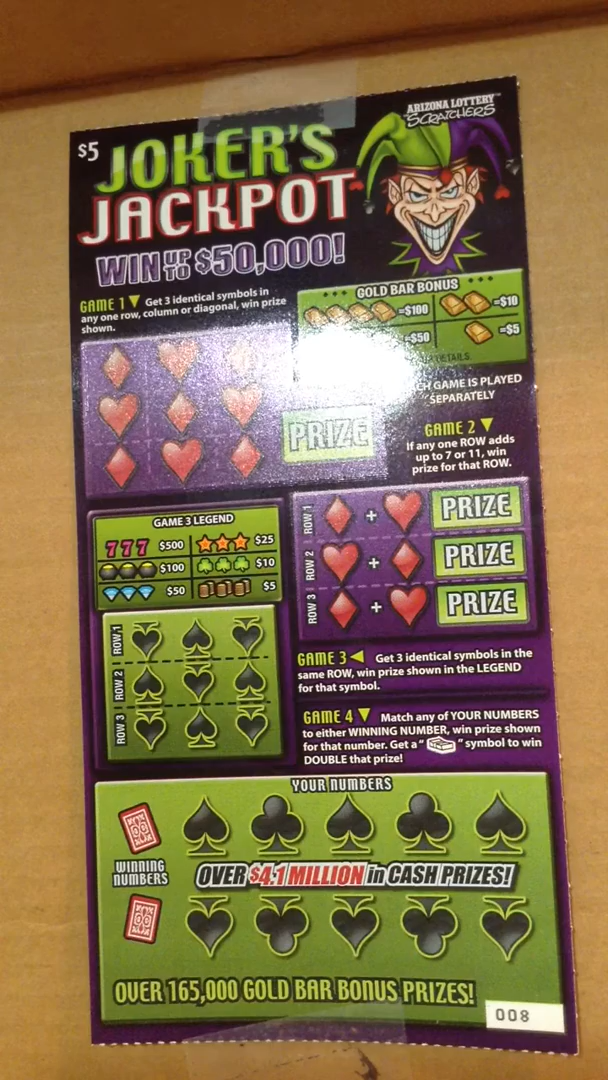 ARIZONA LOTTERY™
SCRATCHERS™
$5
JOKER'S
JACKPOT
WIN UP TO $50,000!
GAME 1▼ Get 3 identical symbols in
any one row, column or diagonal, win prize
shown.
GOLD BAR BONUS
=$100
=$10
=$50
=$5
DETAILS.
GAME IS PLAYED
SEPARATELY
PRIZE
GAME 2 ▼
If any one ROW adds
up to 7 or 11, win
prize for that ROW.
ROW 1 + PRIZE
ROW 2 + PRIZE
ROW 3 + PRIZE
GAME 3 LEGEND
777 $500
$25
$100
$10
$50
$5
ROW 1
ROW 2
ROW 3
GAME 3◀ Get 3 identical symbols in the
same ROW, win prize shown in the LEGEND
for that symbol.
GAME 4▼ Match any of YOUR NUMBERS
to either WINNING NUMBER, win prize shown
for that number. Get a " " symbol to win
DOUBLE that prize!
YOUR NUMBERS
WINNING
NUMBERS
OVER $4.1 MILLION in CASH PRIZES!
OVER 165,000 GOLD BAR BONUS PRIZES!
008